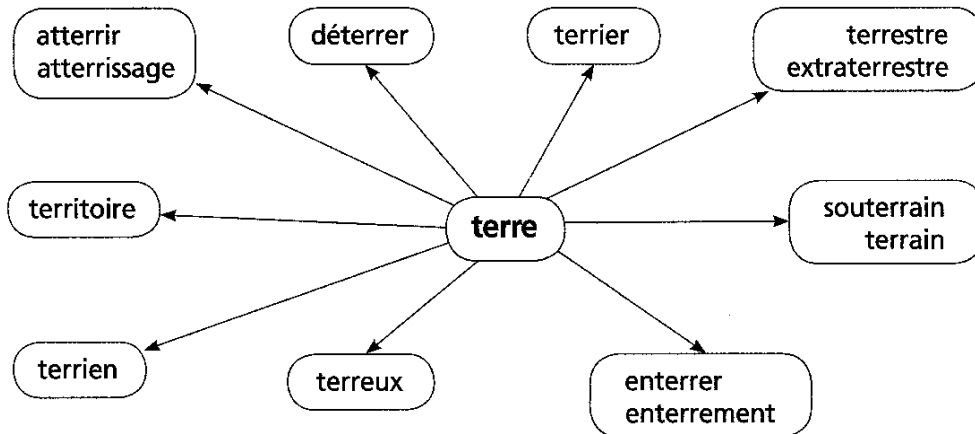 atterrir
atterrissage
déterrer
terrier
terrestre
extraterrestre
territoire
terre
souterrain
terrain
terrien
terreux
enterrer
enterrement